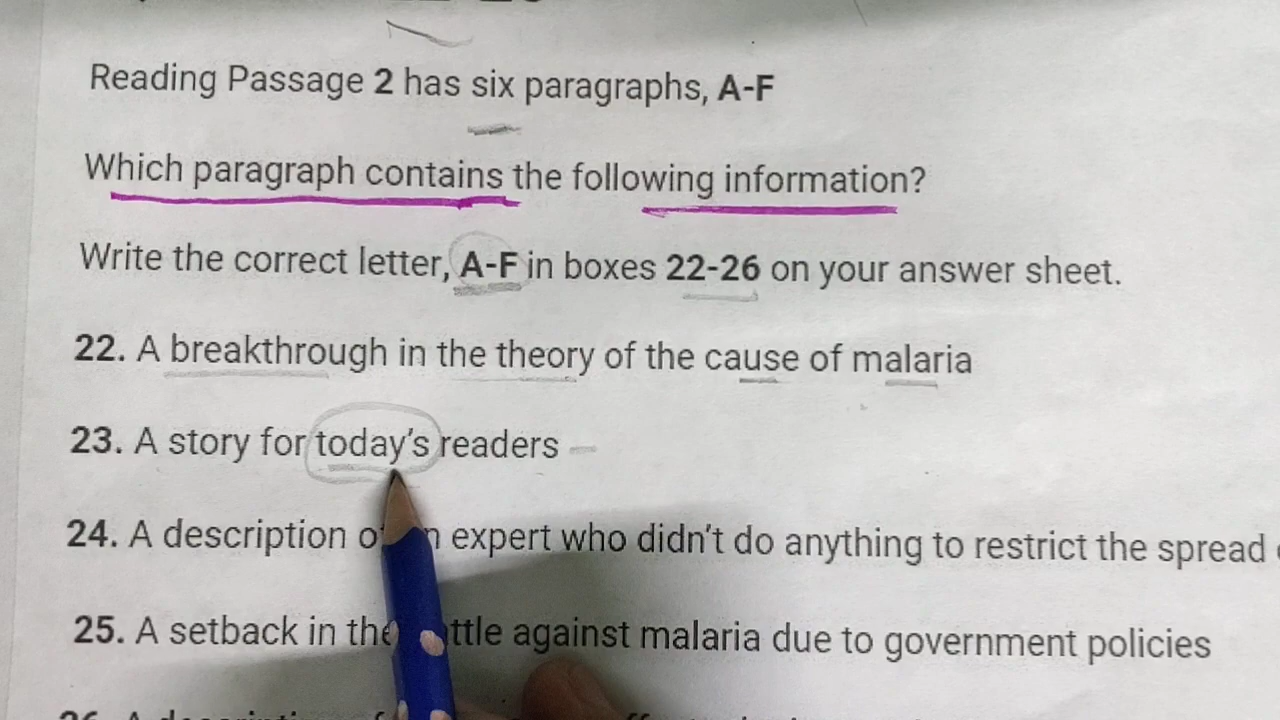 Reading Passage 2 has six paragraphs, A-F
Which paragraph contains the following information?
Write the correct letter, A-F in boxes 22-26 on your answer sheet.
22. A breakthrough in the theory of the cause of malaria
23. A story for today's readers
24. A description expert who didn't do anything to restrict the spread
25. A setback in the against malaria due to government policies